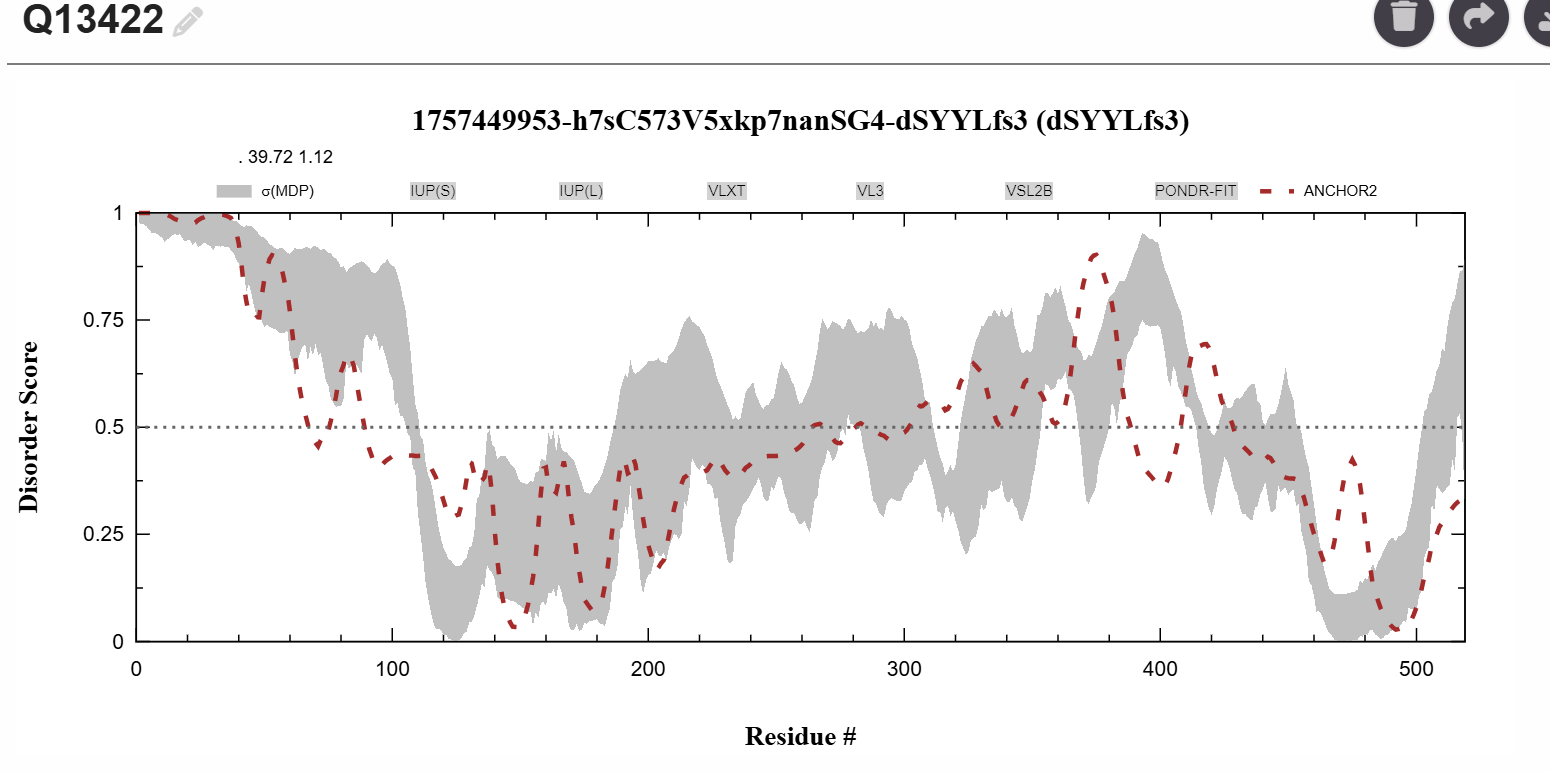 Q13422
1757449953-h7sC573V5xkp7nanSG4-dSYYLfs3 (dSYYLfs3)
. 39.72 1.12
σ(MDP) IUP(S) IUP(L) VLXT VL3 VSL2B PONDR-FIT ANCHOR2
1
0.75
0.5
0.25
0
Disorder Score
0 100 200 300 400 500
Residue #